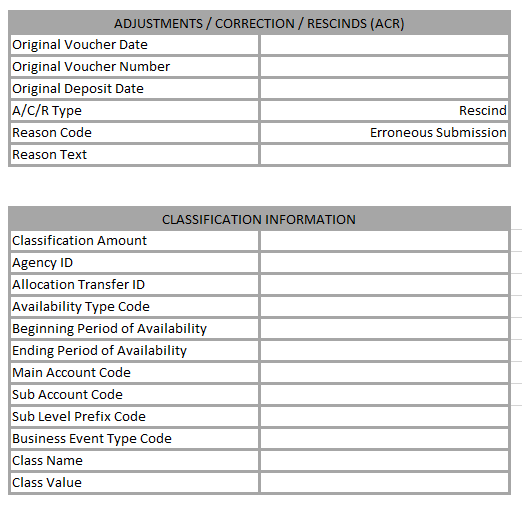 ADJUSTMENTS / CORRECTION / RESCINDS (ACR)
Original Voucher Date
Original Voucher Number
Original Deposit Date
A/C/R Type Rescind
Reason Code Erroneous Submission
Reason Text
CLASSIFICATION INFORMATION
Classification Amount
Agency ID
Allocation Transfer ID
Availability Type Code
Beginning Period of Availability
Ending Period of Availability
Main Account Code
Sub Account Code
Sub Level Prefix Code
Business Event Type Code
Class Name
Class Value